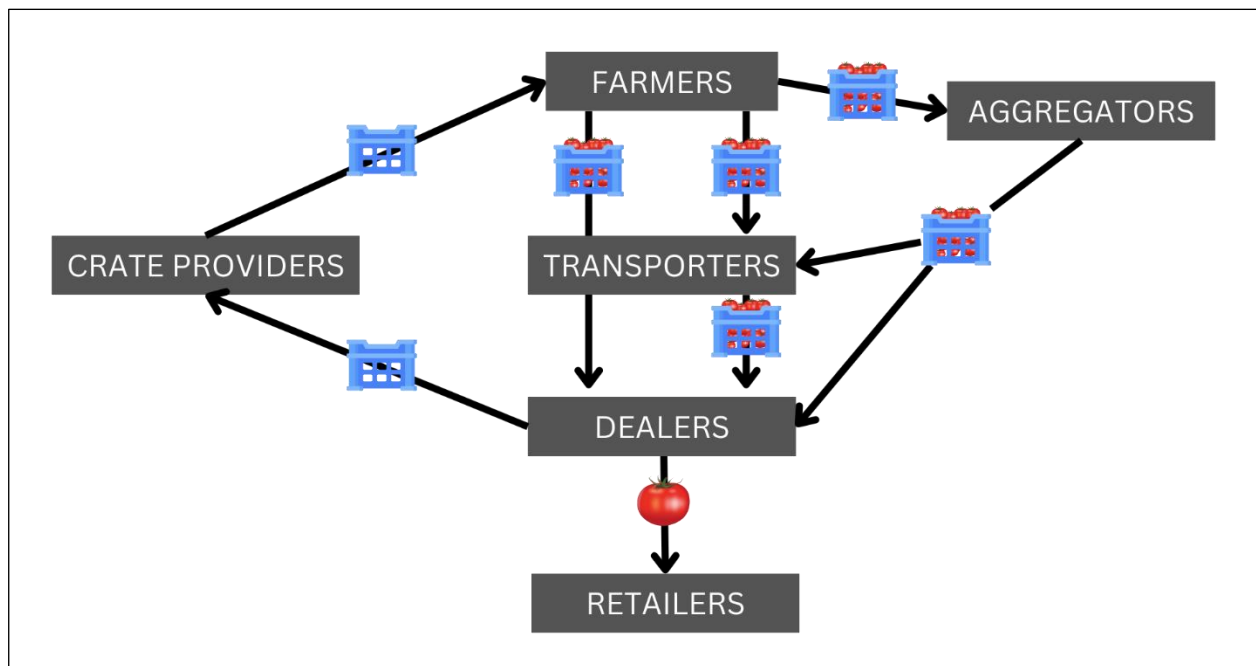 FARMERS
AGGREGATORS
CRATE PROVIDERS
TRANSPORTERS
DEALERS
RETAILERS